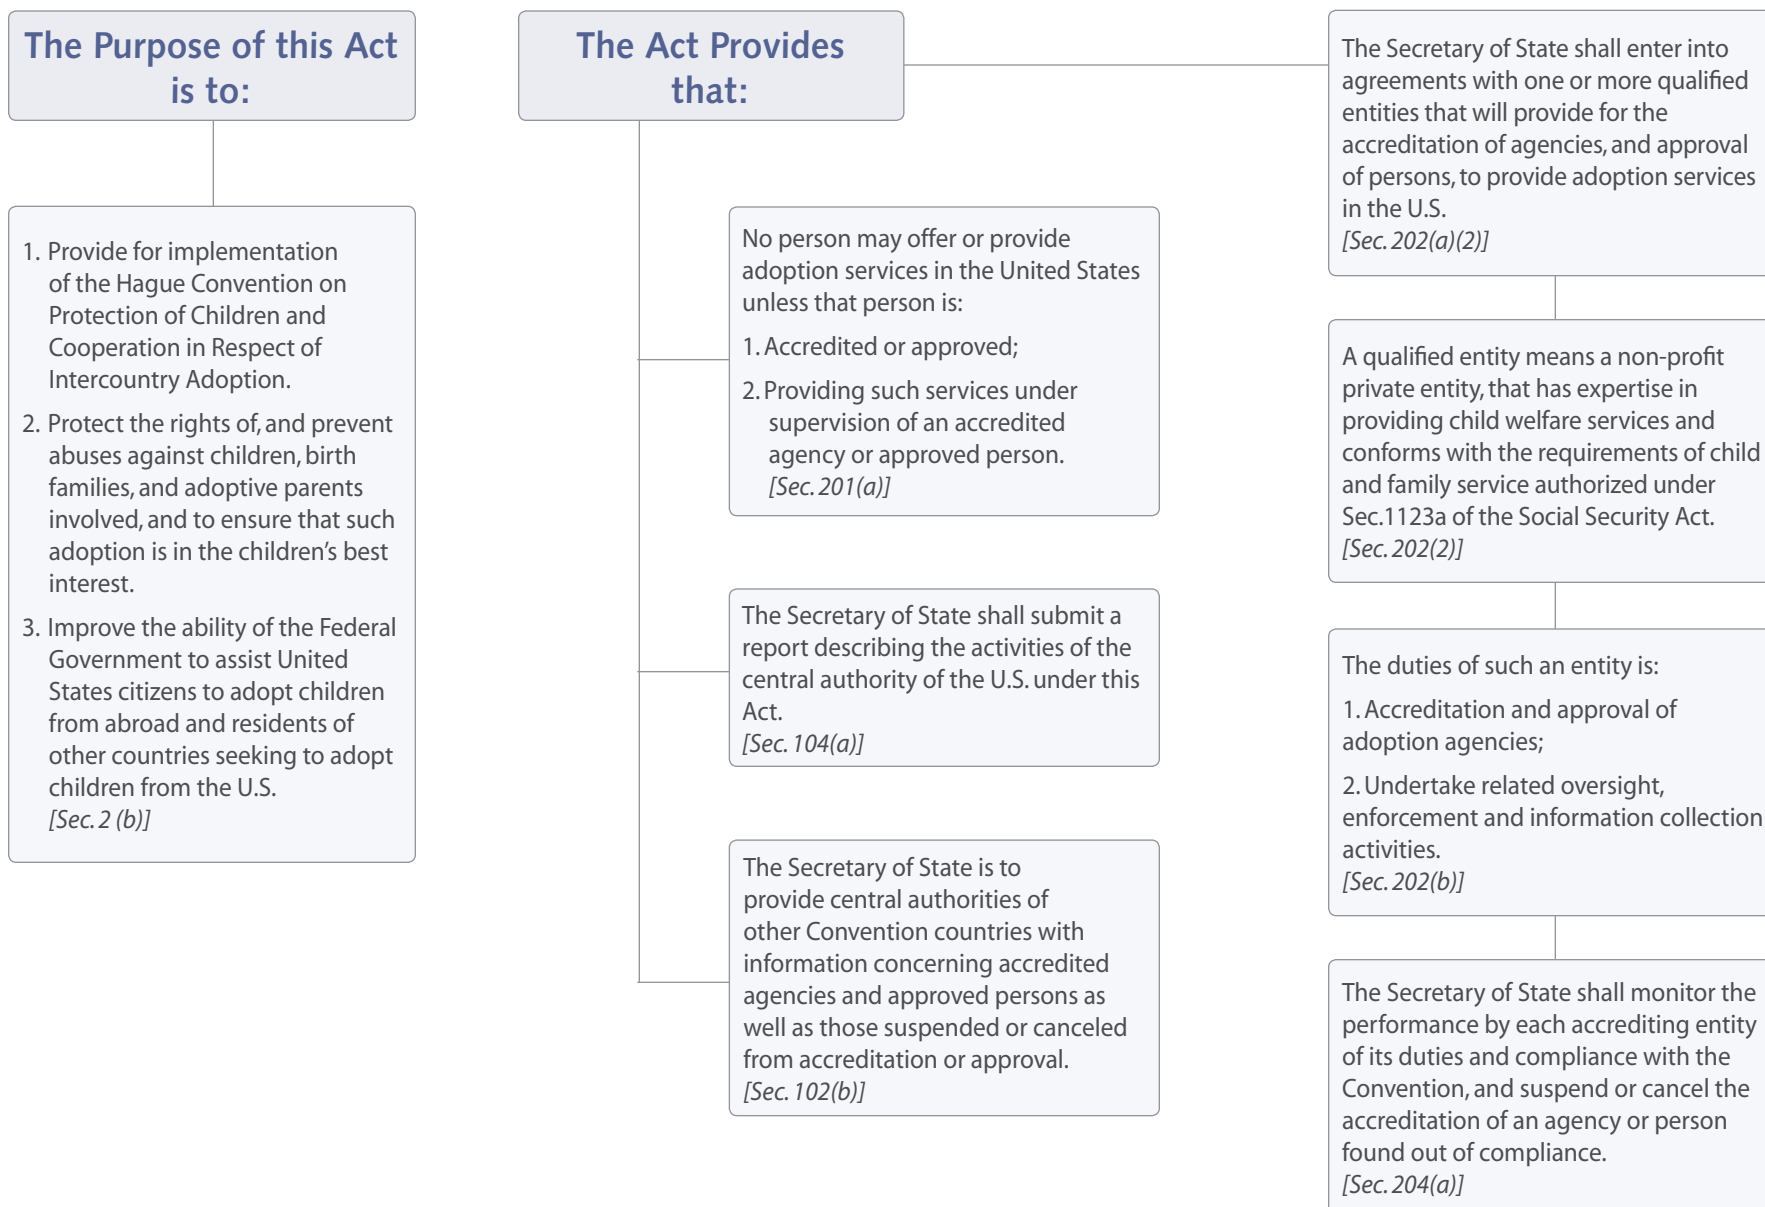 The Purpose of this Act
is to:
1. Provide for implementation
of the Hague Convention on
Protection of Children and
Cooperation in Respect of
Intercountry Adoption.
2. Protect the rights of, and prevent
abuses against children, birth
families, and adoptive parents
involved, and to ensure that such
adoption is in the children's best
interest.
3. Improve the ability of the Federal
Government to assist United
States citizens to adopt children
from abroad and residents of
other countries seeking to adopt
children from the U.S.
[Sec. 2 (b)]
The Act Provides
that:
No person may offer or provide
adoption services in the United States
unless that person is:
1. Accredited or approved;
2. Providing such services under
supervision of an accredited
agency or approved person.
[Sec. 201(a)]
The Secretary of State shall submit a
report describing the activities of the
central authority of the U.S. under this
Act.
[Sec. 104(a)]
The Secretary of State is to
provide central authorities of
other Convention countries with
information concerning accredited
agencies and approved persons as
well as those suspended or canceled
from accreditation or approval.
[Sec. 102(b)]
The Secretary of State shall enter into
agreements with one or more qualified
entities that will provide for the
accreditation of agencies, and approval
of persons, to provide adoption services
in the U.S.
[Sec. 202(a)(2)]
A qualified entity means a non-profit
private entity, that has expertise in
providing child welfare services and
conforms with the requirements of child
and family service authorized under
Sec.1123a of the Social Security Act.
[Sec. 202(2)]
The duties of such an entity is:
1. Accreditation and approval of
adoption agencies;
2. Undertake related oversight,
enforcement and information collection
activities.
[Sec. 202(b)]
The Secretary of State shall monitor the
performance by each accrediting entity
of its duties and compliance with the
Convention, and suspend or cancel the
accreditation of an agency or person
found out of compliance.
[Sec. 204(a)]